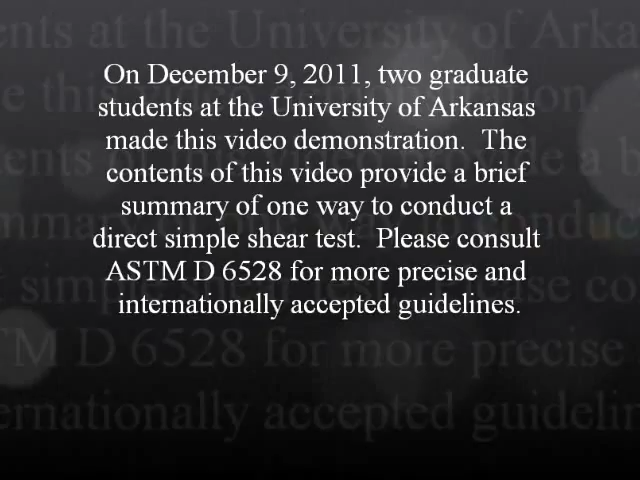 On December 9, 2011, two graduate
students at the University of Arkansas
made this video demonstration.  The
contents of this video provide a brief
summary of one way to conduct a
direct simple shear test.  Please consult
ASTM D 6528 for more precise and
internationally accepted guidelines.